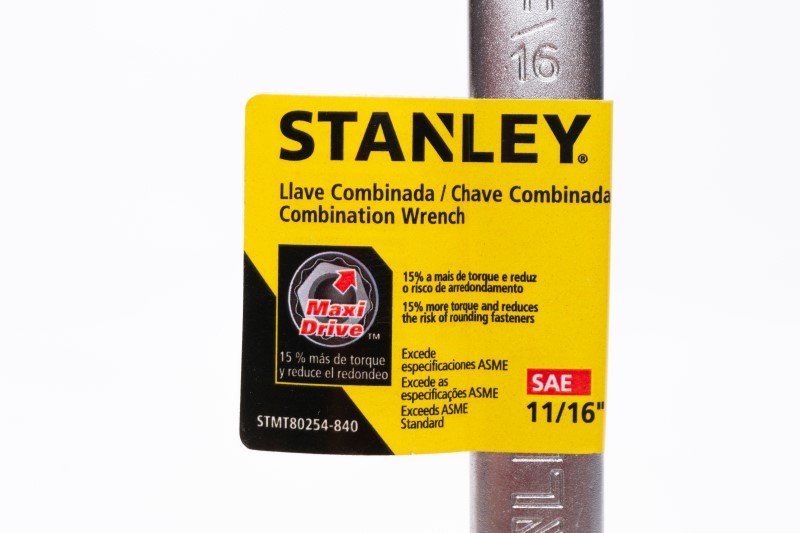 16
STANLEY®
Llave Combinada / Chave Combinada
Combination Wrench
Maxi
Drive™
15 % más de torque
y reduce el redondeo
15% a mais de torque e reduz
o risco de arredondamento
15% more torque and reduces
the risk of rounding fasteners
Excede
especificaciones ASME
Excede as
especificações ASME
Exceeds ASME
Standard
SAE
11/16"
STMT80254-840